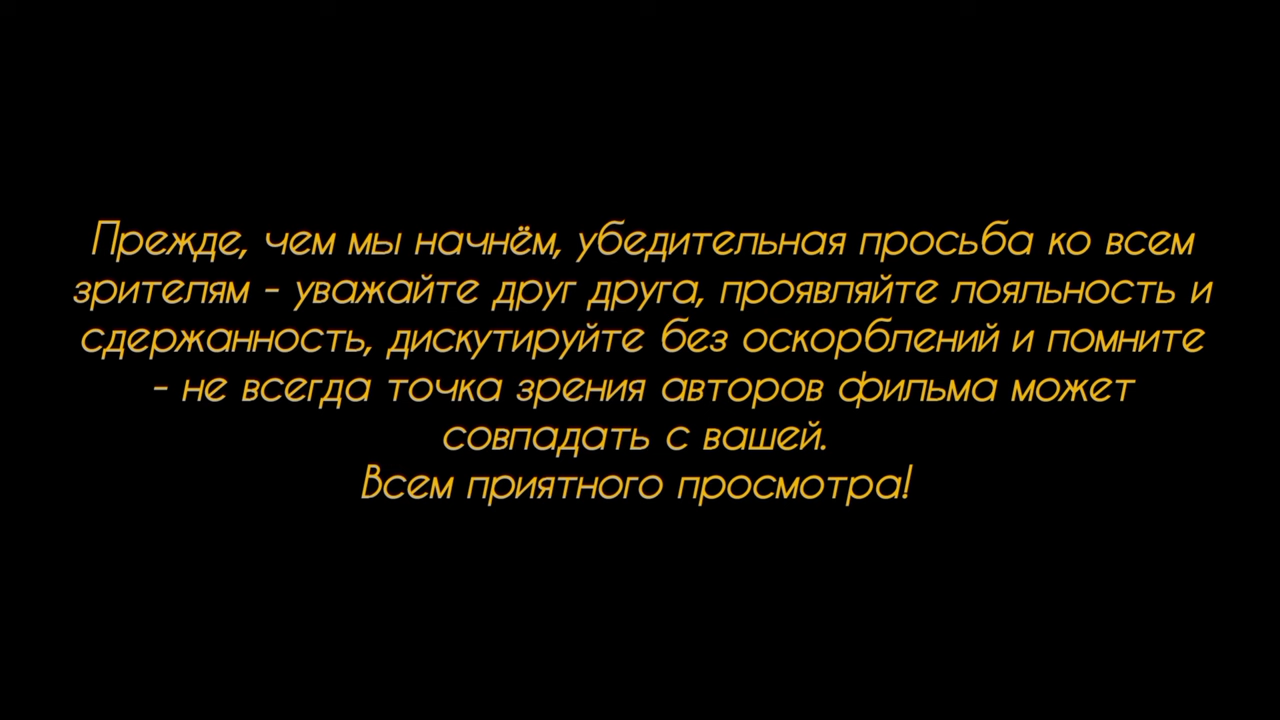 Прежде, чем мы начнём, убедительная просьба ко всем
зрителям - уважайте друг друга, проявляйте лояльность и
сдержанность, дискутируйте без оскорблений и помните
- не всегда точка зрения авторов фильма может
совпадать с вашей.
Всем приятного просмотра!